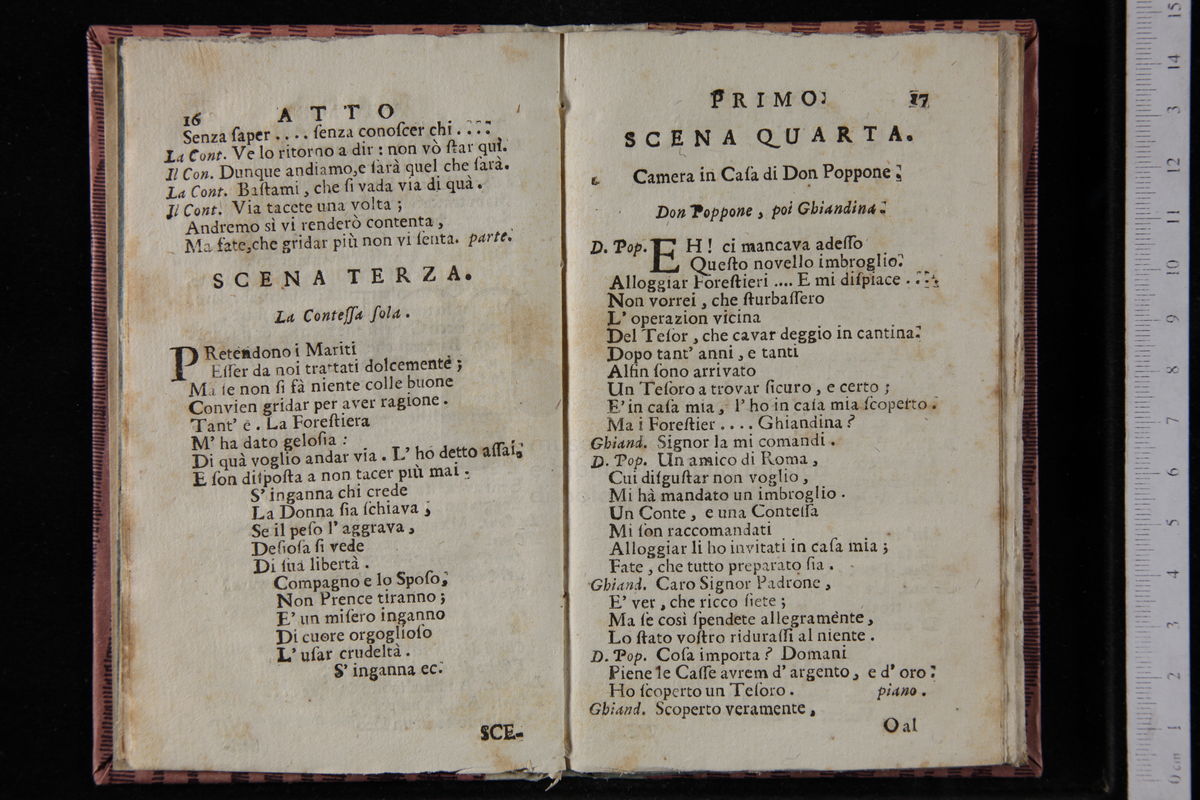 16 ATTO
Senza ſaper .... ſenza conoſcer chi ....
La Cont. Ve lo ritorno a dir : non vò ſtar quì.
Il Con. Dunque andiamo,e ſarà quel che ſarà.
La Cont. Baſtami , che ſi vada via di quà .
Il Cont. Via tacete una volta ;
Andremo sì vi renderò contenta ,
Ma fate,che gridar più non vi ſenta. parte.
SCENA TERZA.
La Conteſſa ſola .
PRetendono i Mariti
Eſſer da noi trattati dolcemente ;
Ma ſe non ſi fà niente colle buone
Convien gridar per aver ragione .
Tant' è . La Foreſtiera
M' ha dato geloſia :
Di quà voglio andar via . L' hò detto aſſai:
E ſon diſpoſta a non tacer più mai .
S' inganna chi crede
La Donna ſia ſchiava ;
Se il peſo l' aggrava ,
Deſioſa ſi vede
Di ſua libertà .
Compagno e lo Spoſo;
Non Prence tiranno ;
E' un miſero inganno
Di cuore orgoglioſo
L' uſar crudeltà .
S' inganna ec.
SCE-
PRIMO. 17
SCENA QUARTA.
Camera in Caſa di Don Poppone.
Don Poppone , poi Ghiandina.
D. Pop. EH ! ci mancava adeſſo
Queſto novello imbroglio.
Alloggiar Foreſtieri .... E mi diſpiace ....
Non vorrei , che ſturbaſſero
L' operazion vicina
Del Teſor , che cavar deggio in cantina.
Dopo tant' anni , e tanti
Alfin ſono arrivato
Un Teſoro a trovar ſicuro , e certo ;
E' in caſa mia , l' ho in caſa mia ſcoperto .
Ma i Foreſtier .... Ghiandina ?
Ghiand. Signor la mi comandi .
D. Pop. Un amico di Roma ,
Cui diſguſtar non voglio ,
Mi hà mandato un imbroglio .
Un Conte , e una Conteſſa
Mi ſon raccomandati
Alloggiar li ho invitati in caſa mia ;
Fate , che tutto preparato ſia .
Ghiand. Caro Signor Padrone ,
E' ver , che ricco ſiete ;
Ma ſe così ſpendete allegramente ,
Lo ſtato voſtro riduraſſi al niente .
D. Pop. Coſa importa ? Domani
Piene le Caſſe avrem d' argento , e d' oro:
Ho ſcoperto un Teſoro . piano .
Ghiand. Scoperto veramente ,
Oal